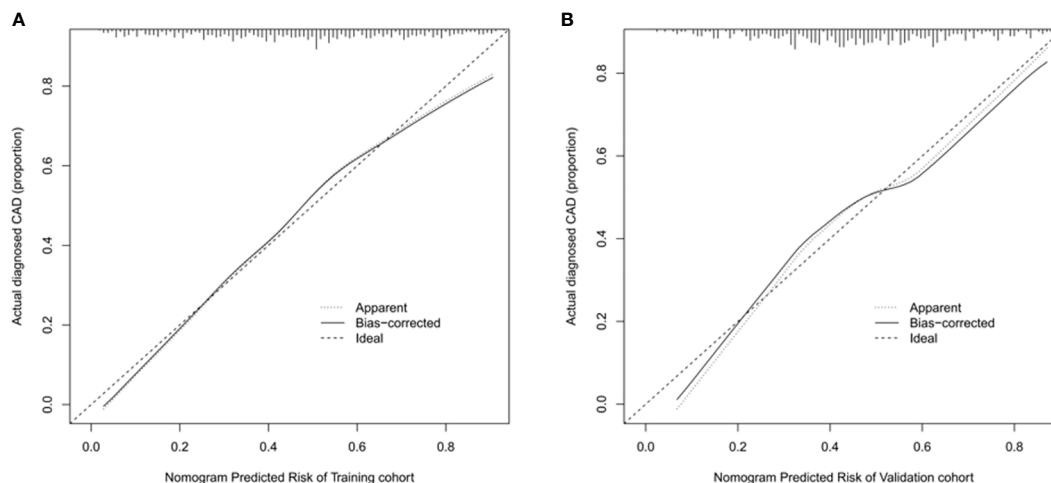 A
Actual diagnosed CAD (proportion)
0.0
0.2
0.4
0.6
0.8
Apparent
Bias-corrected
Ideal
0.0 0.2 0.4 0.6 0.8
Nomogram Predicted Risk of Training cohort
B
Actual diagnosed CAD (proportion)
0.0
0.2
0.4
0.6
0.8
Apparent
Bias-corrected
Ideal
0.0 0.2 0.4 0.6 0.8
Nomogram Predicted Risk of Validation cohort